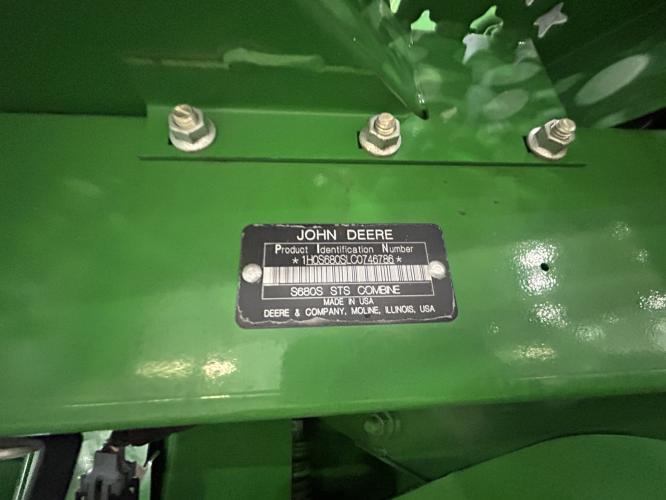 JOHN DEERE
Product Identification Number
*1H0S680SLC0746786*
S680S STS COMBINE
MADE IN USA
DEERE & COMPANY, MOLINE, ILLINOIS, USA